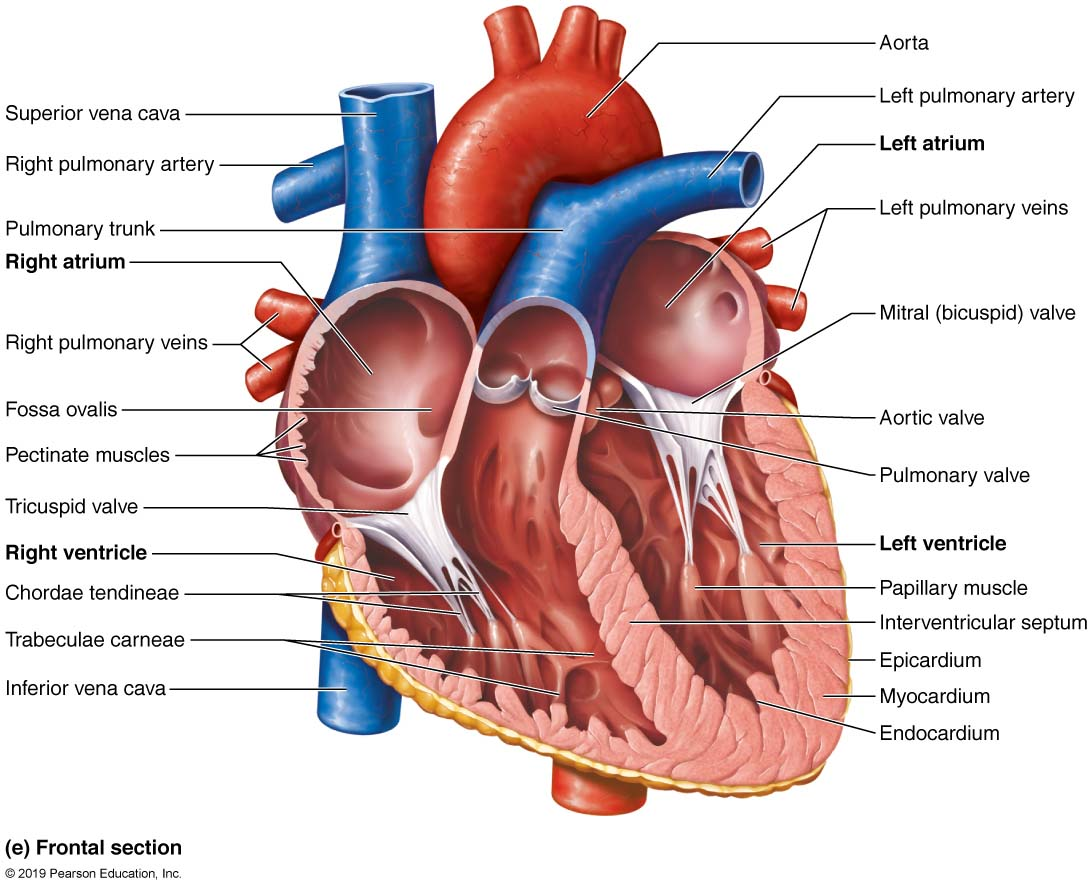 Superior vena cava
Right pulmonary artery
Pulmonary trunk
Right atrium
Right pulmonary veins
Fossa ovalis
Pectinate muscles
Tricuspid valve
Right ventricle
Chordae tendineae
Trabeculae carneae
Inferior vena cava
Aorta
Left pulmonary artery
Left atrium
Left pulmonary veins
Mitral (bicuspid) valve
Aortic valve
Pulmonary valve
Left ventricle
Papillary muscle
Interventricular septum
Epicardium
Myocardium
Endocardium
(e) Frontal section
© 2019 Pearson Education, Inc.